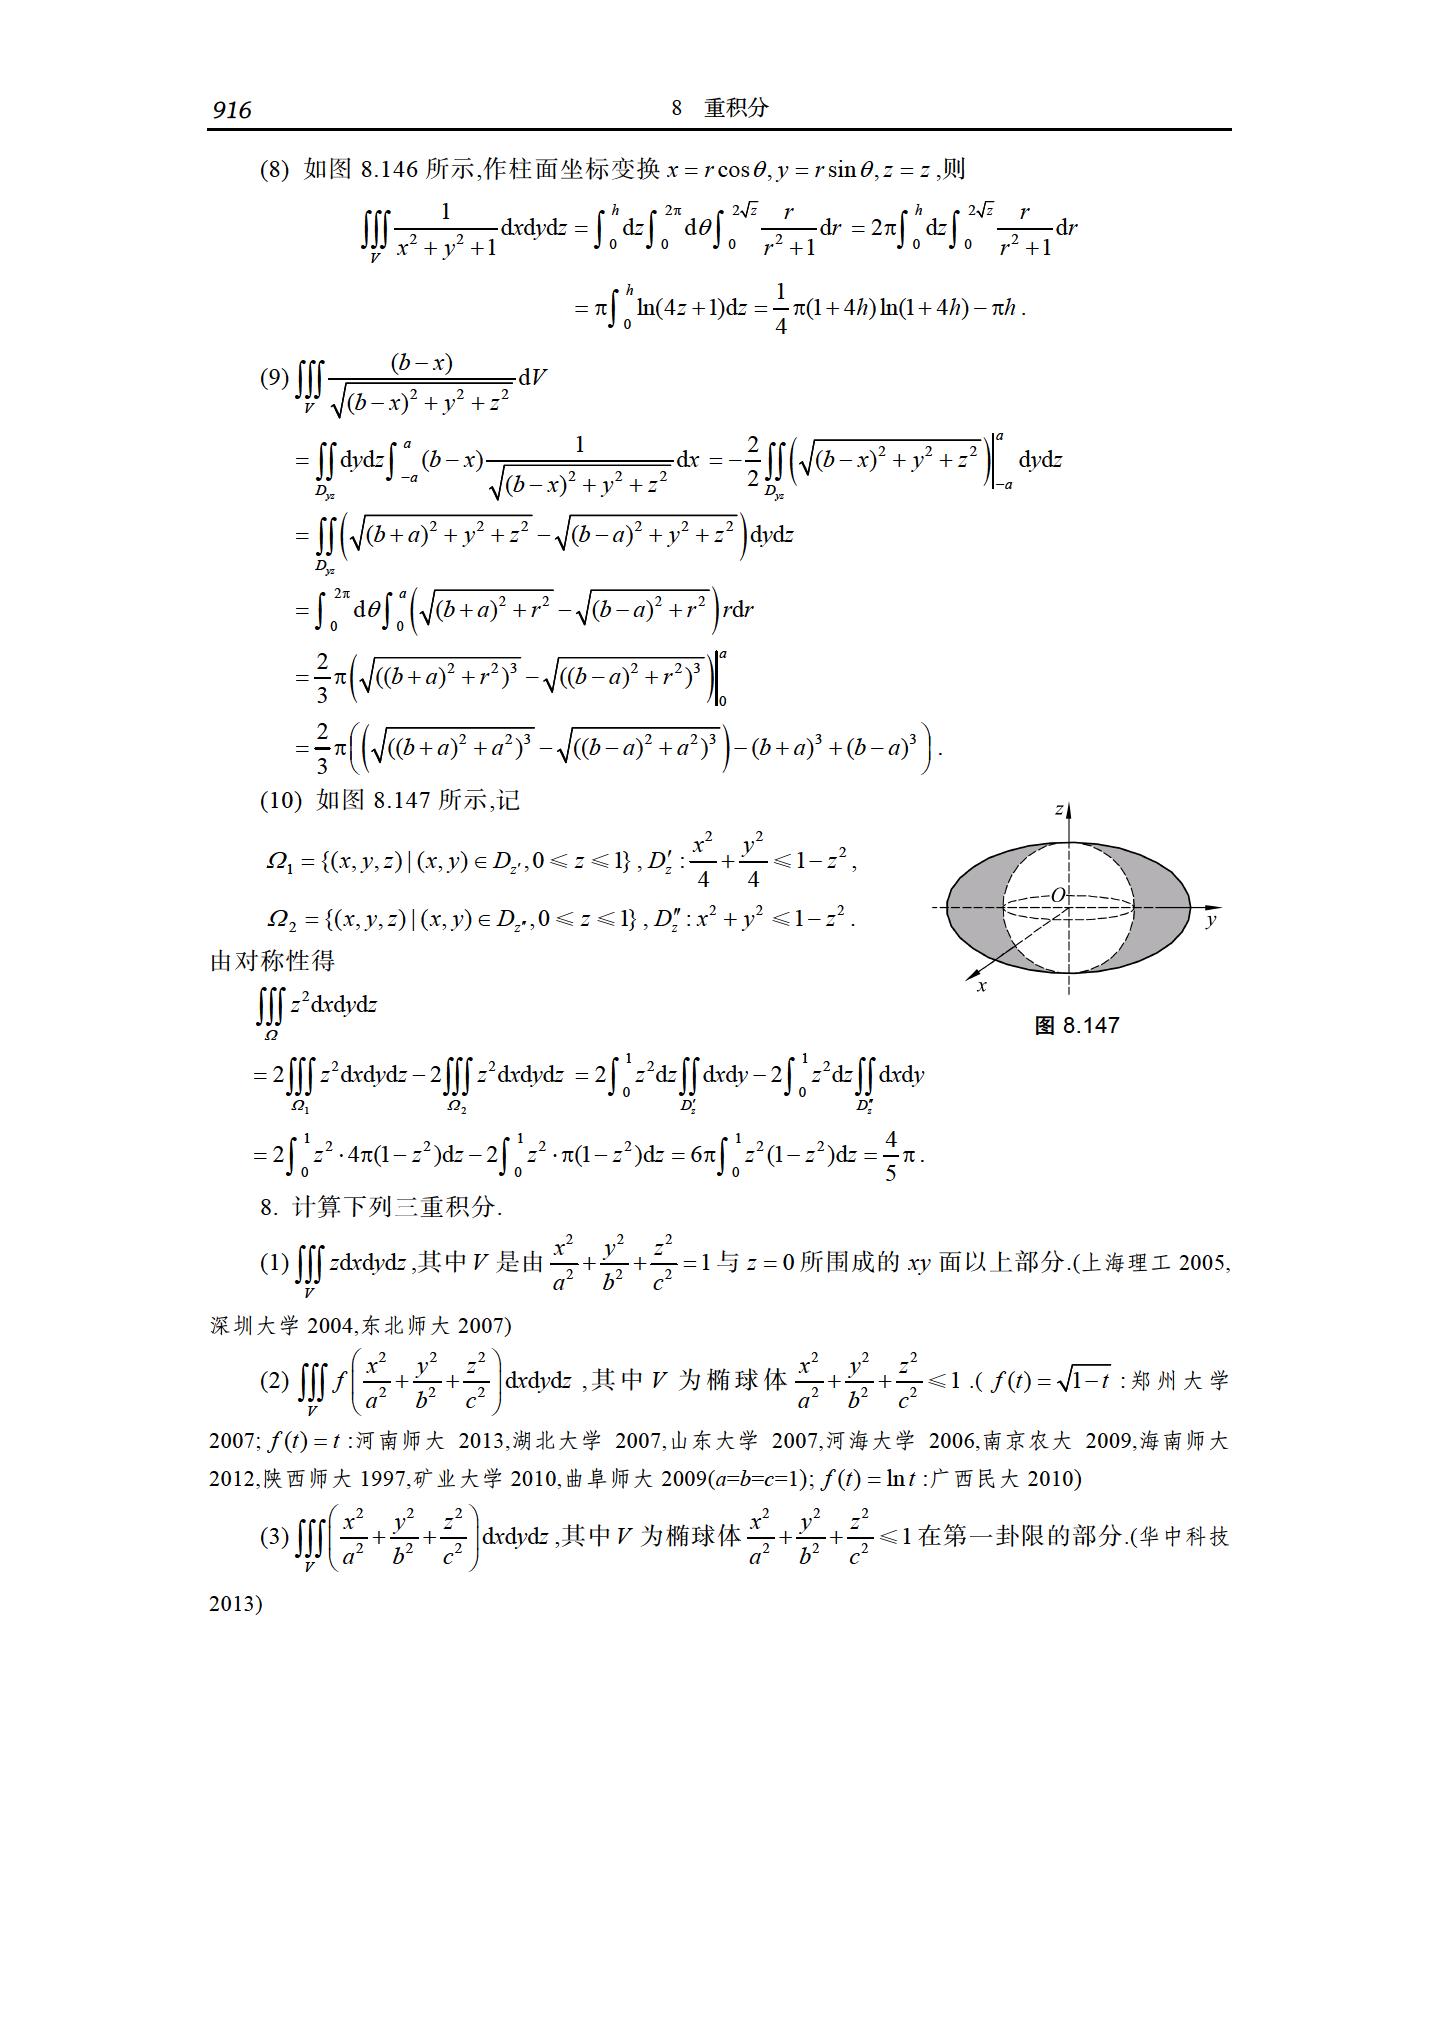 916 8 重积分
(8) 如图 8.146 所示,作柱面坐标变换 $x = r\cos\theta, y = r\sin\theta, z = z$ ,则
$\iiint\limits_V \frac{1}{x^2+y^2+1}\mathrm{d}x\mathrm{d}y\mathrm{d}z = \int_0^h \mathrm{d}z\int_0^{2\pi}\mathrm{d}\theta\int_0^{2\sqrt{z}}\frac{r}{r^2+1}\mathrm{d}r = 2\pi\int_0^h \mathrm{d}z\int_0^{2\sqrt{z}}\frac{r}{r^2+1}\mathrm{d}r$
$= \pi\int_0^h \ln(4z+1)\mathrm{d}z = \frac{1}{4}\pi(1+4h)\ln(1+4h) - \pi h$ .
(9) $\iiint\limits_V \frac{(b-x)}{\sqrt{(b-x)^2+y^2+z^2}}\mathrm{d}V$
$= \iint\limits_{D_{yz}}\mathrm{d}y\mathrm{d}z\int_{-a}^a (b-x)\frac{1}{\sqrt{(b-x)^2+y^2+z^2}}\mathrm{d}x = -\frac{2}{2}\iint\limits_{D_{yz}}\left(\sqrt{(b-x)^2+y^2+z^2}\right)\Big|_{-a}^a \mathrm{d}y\mathrm{d}z$
$= \iint\limits_{D_{yz}}\left(\sqrt{(b+a)^2+y^2+z^2} - \sqrt{(b-a)^2+y^2+z^2}\right)\mathrm{d}y\mathrm{d}z$
$= \int_0^{2\pi}\mathrm{d}\theta\int_0^a\left(\sqrt{(b+a)^2+r^2} - \sqrt{(b-a)^2+r^2}\right)r\mathrm{d}r$
$= \frac{2}{3}\pi\left(\sqrt{((b+a)^2+r^2)^3} - \sqrt{((b-a)^2+r^2)^3}\right)\Big|_0^a$
$= \frac{2}{3}\pi\left(\left(\sqrt{((b+a)^2+a^2)^3} - \sqrt{((b-a)^2+a^2)^3}\right) - (b+a)^3 + (b-a)^3\right)$ .
(10) 如图 8.147 所示,记
$\Omega_1 = \{(x,y,z)|(x,y)\in D_{z'}, 0\leqslant z\leqslant 1\}$ , $D_z' : \frac{x^2}{4}+\frac{y^2}{4}\leqslant 1-z^2$ ,
$\Omega_2 = \{(x,y,z)|(x,y)\in D_{z''}, 0\leqslant z\leqslant 1\}$ , $D_z'' : x^2+y^2\leqslant 1-z^2$ .
由对称性得
z
O
y
x
图 8.147
$\iiint\limits_\Omega z^2\mathrm{d}x\mathrm{d}y\mathrm{d}z$
$= 2\iiint\limits_{\Omega_1} z^2\mathrm{d}x\mathrm{d}y\mathrm{d}z - 2\iiint\limits_{\Omega_2} z^2\mathrm{d}x\mathrm{d}y\mathrm{d}z = 2\int_0^1 z^2\mathrm{d}z\iint\limits_{D_z'}\mathrm{d}x\mathrm{d}y - 2\int_0^1 z^2\mathrm{d}z\iint\limits_{D_z''}\mathrm{d}x\mathrm{d}y$
$= 2\int_0^1 z^2\cdot 4\pi(1-z^2)\mathrm{d}z - 2\int_0^1 z^2\cdot\pi(1-z^2)\mathrm{d}z = 6\pi\int_0^1 z^2(1-z^2)\mathrm{d}z = \frac{4}{5}\pi$ .
8. 计算下列三重积分.
(1) $\iiint\limits_V z\mathrm{d}x\mathrm{d}y\mathrm{d}z$ ,其中 $V$ 是由 $\frac{x^2}{a^2}+\frac{y^2}{b^2}+\frac{z^2}{c^2}=1$ 与 $z=0$ 所围成的 $xy$ 面以上部分.(上海理工 2005,
深圳大学 2004,东北师大 2007)
(2) $\iiint\limits_V f\left(\frac{x^2}{a^2}+\frac{y^2}{b^2}+\frac{z^2}{c^2}\right)\mathrm{d}x\mathrm{d}y\mathrm{d}z$ ,其中 $V$ 为椭球体 $\frac{x^2}{a^2}+\frac{y^2}{b^2}+\frac{z^2}{c^2}\leqslant 1$ .( $f(t)=\sqrt{1-t}$ :郑州大学
2007; $f(t)=t$ :河南师大 2013,湖北大学 2007,山东大学 2007,河海大学 2006,南京农大 2009,海南师大
2012,陕西师大 1997,矿业大学 2010,曲阜师大 2009(a=b=c=1); $f(t)=\ln t$ :广西民大 2010)
(3) $\iiint\limits_V \left(\frac{x^2}{a^2}+\frac{y^2}{b^2}+\frac{z^2}{c^2}\right)\mathrm{d}x\mathrm{d}y\mathrm{d}z$ ,其中 $V$ 为椭球体 $\frac{x^2}{a^2}+\frac{y^2}{b^2}+\frac{z^2}{c^2}\leqslant 1$ 在第一卦限的部分.(华中科技
2013)